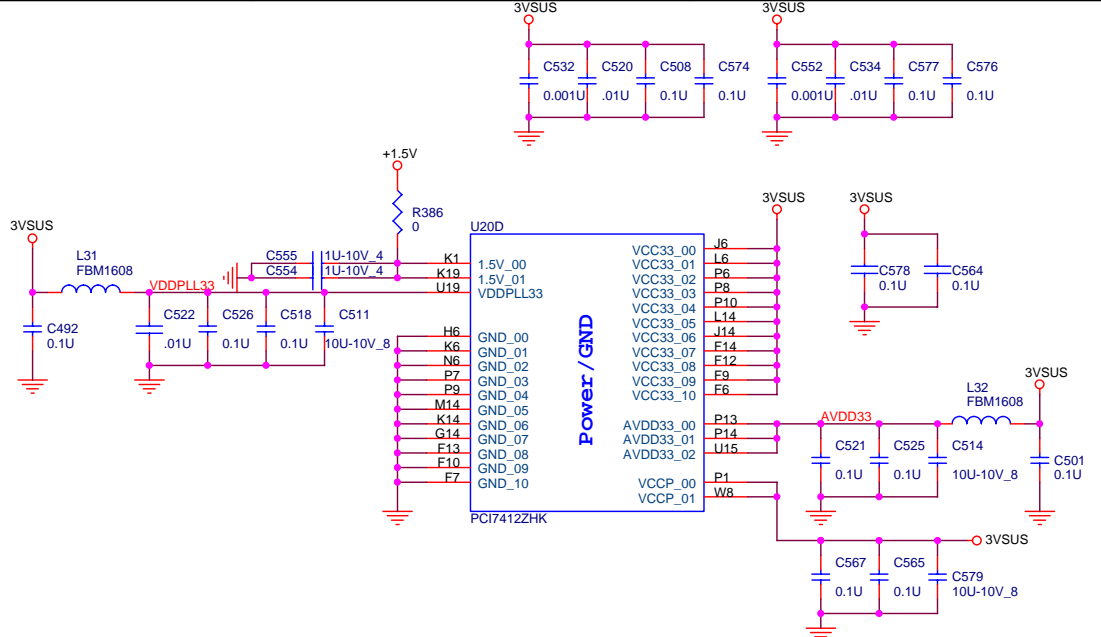 3VSUS
3VSUS
C532
C520
C508
C574
0.001U
.01U
0.1U
0.1U
C552
C534
C577
C576
0.001U
.01U
0.1U
0.1U
+1.5V
R386
0
3VSUS
L31
FBM1608
C555
1U-10V_4
C554
1U-10V_4
VDDPLL33
C492
0.1U
C522
.01U
C526
0.1U
C518
0.1U
C511
10U-10V_8
U20D
K1 1.5V_00
K19 1.5V_01
U19 VDDPLL33
H6 GND_00
K6 GND_01
N6 GND_02
P7 GND_03
P9 GND_04
M14 GND_05
K14 GND_06
G14 GND_07
F13 GND_08
F10 GND_09
F7 GND_10
Power/GND
PCI7412ZHK
VCC33_00 J6
VCC33_01 L6
VCC33_02 P6
VCC33_03 P8
VCC33_04 P10
VCC33_05 L14
VCC33_06 J14
VCC33_07 F14
VCC33_08 F12
VCC33_09 F9
VCC33_10 F6
AVDD33_00 P13
AVDD33_01 P14
AVDD33_02 U15
VCCP_00 P1
VCCP_01 W8
3VSUS
3VSUS
C578
0.1U
C564
0.1U
AVDD33
L32
FBM1608
3VSUS
C521
0.1U
C525
0.1U
C514
10U-10V_8
C501
0.1U
3VSUS
C567
0.1U
C565
0.1U
C579
10U-10V_8